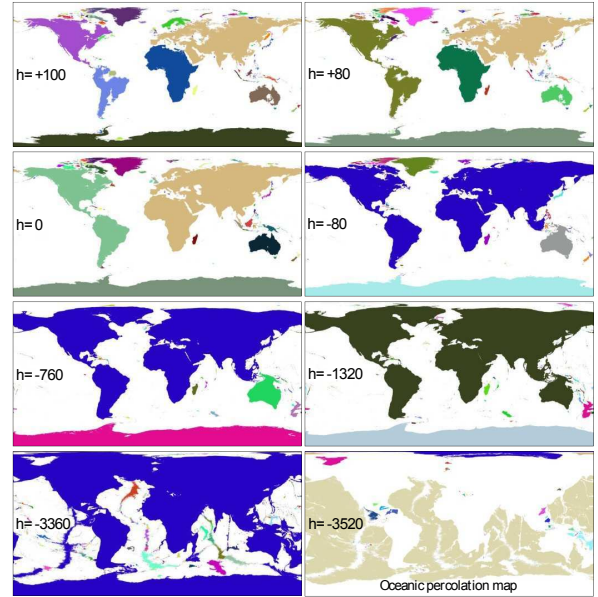 h= +100
h= +80
h= 0
h= -80
h= -760
h= -1320
h= -3360
h= -3520
Oceanic percolation map